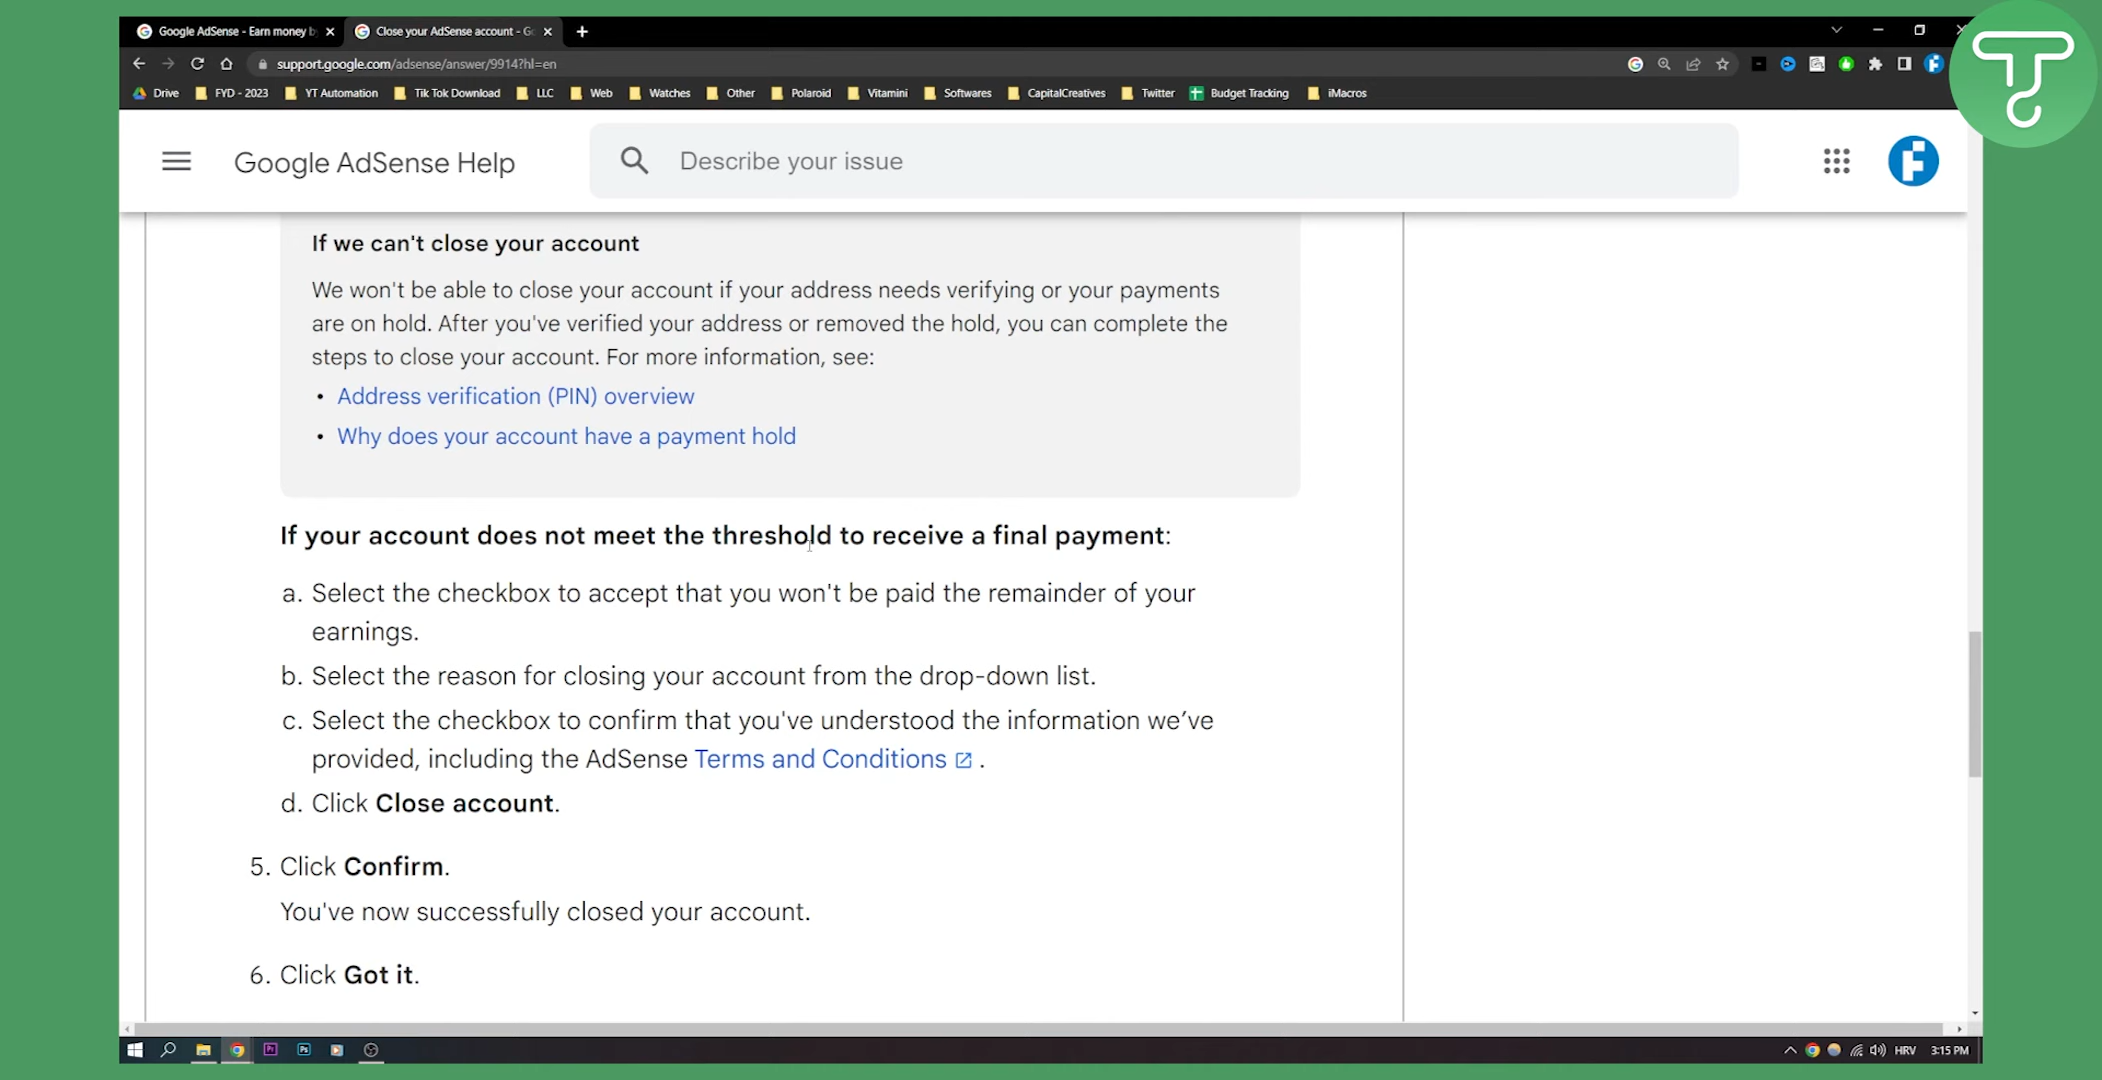 Google AdSense - Earn money b
Close your AdSense account - Go
support.google.com/adsense/answer/9914?hl=en
Drive FYD - 2023 YT Automation Tik Tok Download LLC Web Watches Other Polaroid Vitamini Softwares CapitalCreatives Twitter Budget Tracking iMacros
Google AdSense Help
Describe your issue
If we can't close your account
We won't be able to close your account if your address needs verifying or your payments
are on hold. After you've verified your address or removed the hold, you can complete the
steps to close your account. For more information, see:
• Address verification (PIN) overview
• Why does your account have a payment hold
If your account does not meet the threshold to receive a final payment:
a. Select the checkbox to accept that you won't be paid the remainder of your
earnings.
b. Select the reason for closing your account from the drop-down list.
c. Select the checkbox to confirm that you've understood the information we’ve
provided, including the AdSense Terms and Conditions .
d. Click Close account.
5. Click Confirm.
You've now successfully closed your account.
6. Click Got it.
HRV 3:15 PM